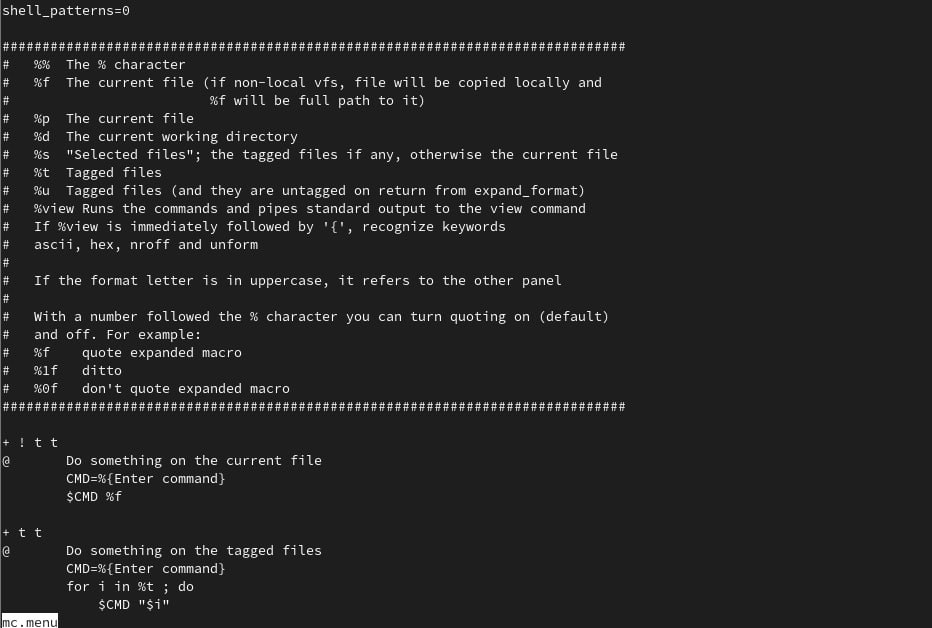 shell_patterns=0
##############################################################################
#   %%  The % character
#   %f  The current file (if non-local vfs, file will be copied locally and
#                         %f will be full path to it)
#   %p  The current file
#   %d  The current working directory
#   %s  "Selected files"; the tagged files if any, otherwise the current file
#   %t  Tagged files
#   %u  Tagged files (and they are untagged on return from expand_format)
#   %view Runs the commands and pipes standard output to the view command
#   If %view is immediately followed by '{', recognize keywords
#   ascii, hex, nroff and unform
#
#   If the format letter is in uppercase, it refers to the other panel
#
#   With a number followed the % character you can turn quoting on (default)
#   and off. For example:
#   %f    quote expanded macro
#   %1f   ditto
#   %0f   don't quote expanded macro
##############################################################################
+ ! t t
@       Do something on the current file
        CMD=%{Enter command}
        $CMD %f
+ t t
@       Do something on the tagged files
        CMD=%{Enter command}
        for i in %t ; do
            $CMD "$i"
mc.menu